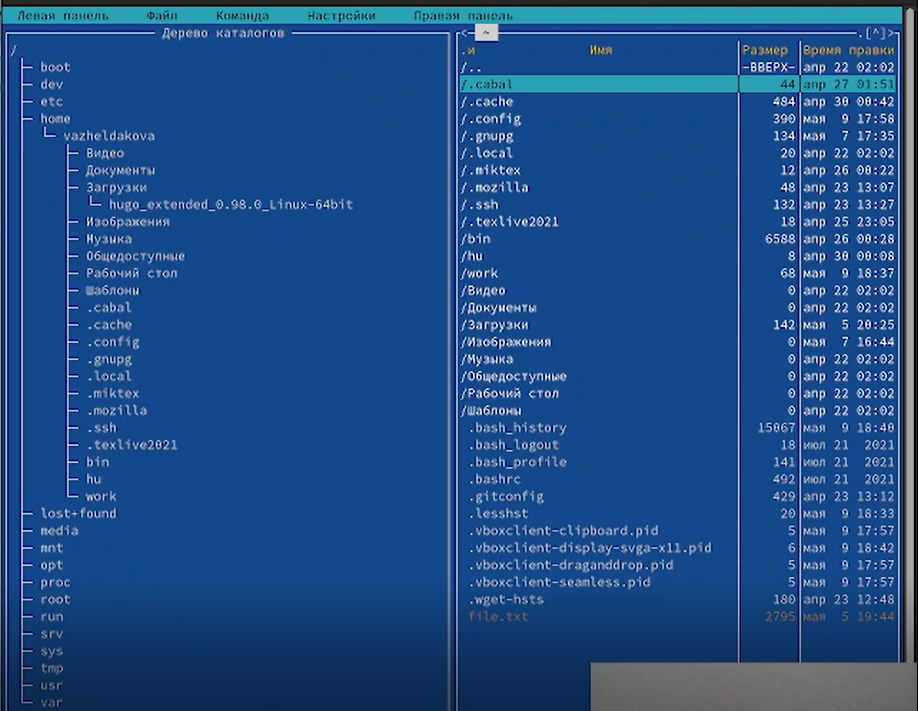 Левая панель Файл Команда Настройки Правая панель
Дерево каталогов
/
boot
dev
etc
home
vazheldakova
Видео
Документы
Загрузки
hugo_extended_0.98.0_Linux-64bit
Изображения
Музыка
Общедоступные
Рабочий стол
Шаблоны
.cabal
.cache
.config
.gnupg
.local
.miktex
.mozilla
.ssh
.texlive2021
bin
hu
work
lost+found
media
mnt
opt
proc
root
run
srv
sys
tmp
usr
var
<- ~ .[^]>
.и Имя Размер Время правки
/.. -ВВЕРХ- апр 22 02:02
/.cabal 44 апр 27 01:51
/.cache 484 апр 30 00:42
/.config 390 мая 9 17:58
/.gnupg 134 мая 7 17:35
/.local 20 апр 22 02:02
/.miktex 12 апр 26 00:22
/.mozilla 48 апр 23 13:07
/.ssh 132 апр 23 13:27
/.texlive2021 18 апр 25 23:05
/bin 6588 апр 26 00:28
/hu 8 апр 30 00:08
/work 68 мая 9 18:37
/Видео 0 апр 22 02:02
/Документы 0 апр 22 02:02
/Загрузки 142 мая 5 20:25
/Изображения 0 мая 7 16:44
/Музыка 0 апр 22 02:02
/Общедоступные 0 апр 22 02:02
/Рабочий стол 0 апр 22 02:02
/Шаблоны 0 апр 22 02:02
.bash_history 15067 мая 9 18:40
.bash_logout 18 июл 21 2021
.bash_profile 141 июл 21 2021
.bashrc 492 июл 21 2021
.gitconfig 429 апр 23 13:12
.lesshst 20 мая 9 18:33
.vboxclient-clipboard.pid 5 мая 9 17:57
.vboxclient-display-svga-x11.pid 6 мая 9 18:42
.vboxclient-draganddrop.pid 5 мая 9 17:57
.vboxclient-seamless.pid 5 мая 9 17:57
.wget-hsts 180 апр 23 12:48
file.txt 2795 мая 5 19:44